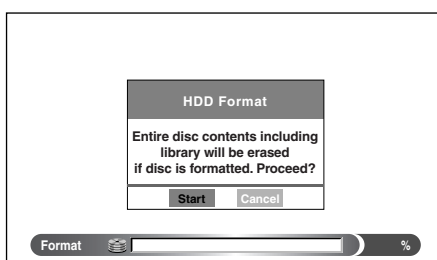 HDD Format
Entire disc contents including
library will be erased
if disc is formatted. Proceed?
Start Cancel
Format %